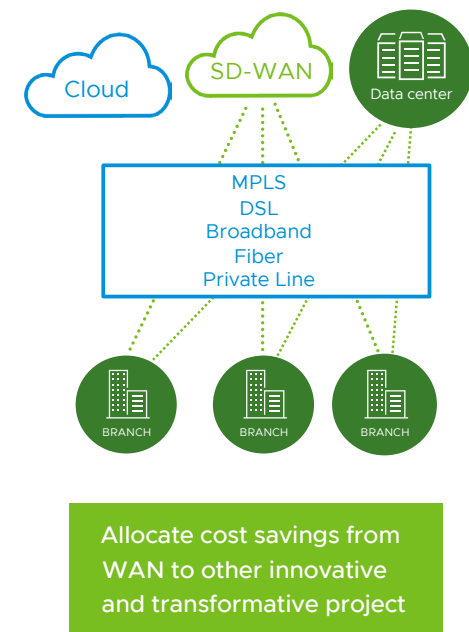 Cloud
SD-WAN
Data center
MPLS
DSL
Broadband
Fiber
Private Line
BRANCH
BRANCH
BRANCH
Allocate cost savings from
WAN to other innovative
and transformative project